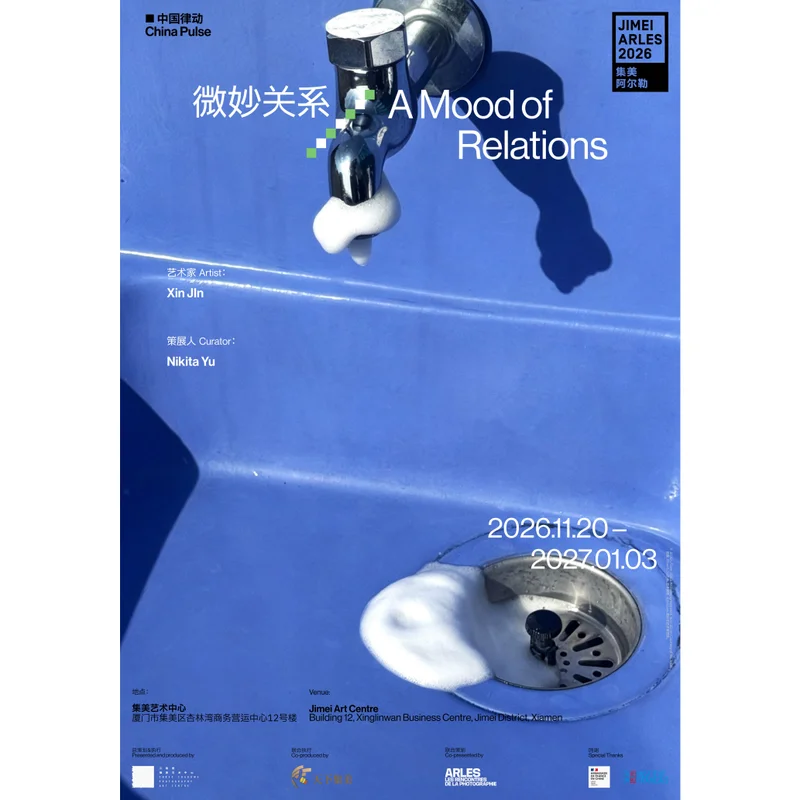 ■ 中国律动
China Pulse
JIMEI
ARLES
2026
集美
阿尔勒
微妙关系
A Mood of
Relations
艺术家 Artist:
Xin JIn
策展人 Curator:
Nikita Yu
2026.11.20 –
2027.01.03
地点:
集美艺术中心
厦门市集美区杏林湾商务营运中心12号楼
Venue:
Jimei Art Centre
Building 12, Xinglinwan Business Centre, Jimei District, Xiamen
Presented and produced by
Co-produced by
Co-presented by
ARLES
LES RENCONTRES
DE LA PHOTOGRAPHIE
Special Thanks